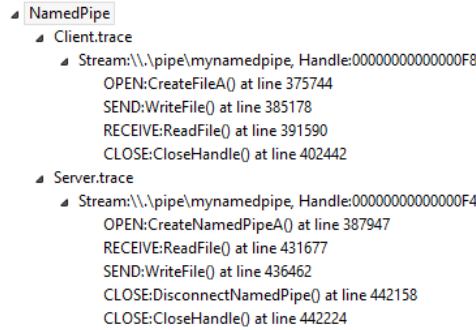 NamedPipe
Client.trace
Stream:\\.\pipe\mynamedpipe, Handle:00000000000000F8
OPEN:CreateFileA() at line 375744
SEND:WriteFile() at line 385178
RECEIVE:ReadFile() at line 391590
CLOSE:CloseHandle() at line 402442
Server.trace
Stream:\\.\pipe\mynamedpipe, Handle:00000000000000F4
OPEN:CreateNamedPipeA() at line 387947
RECEIVE:ReadFile() at line 431677
SEND:WriteFile() at line 436462
CLOSE:DisconnectNamedPipe() at line 442158
CLOSE:CloseHandle() at line 442224